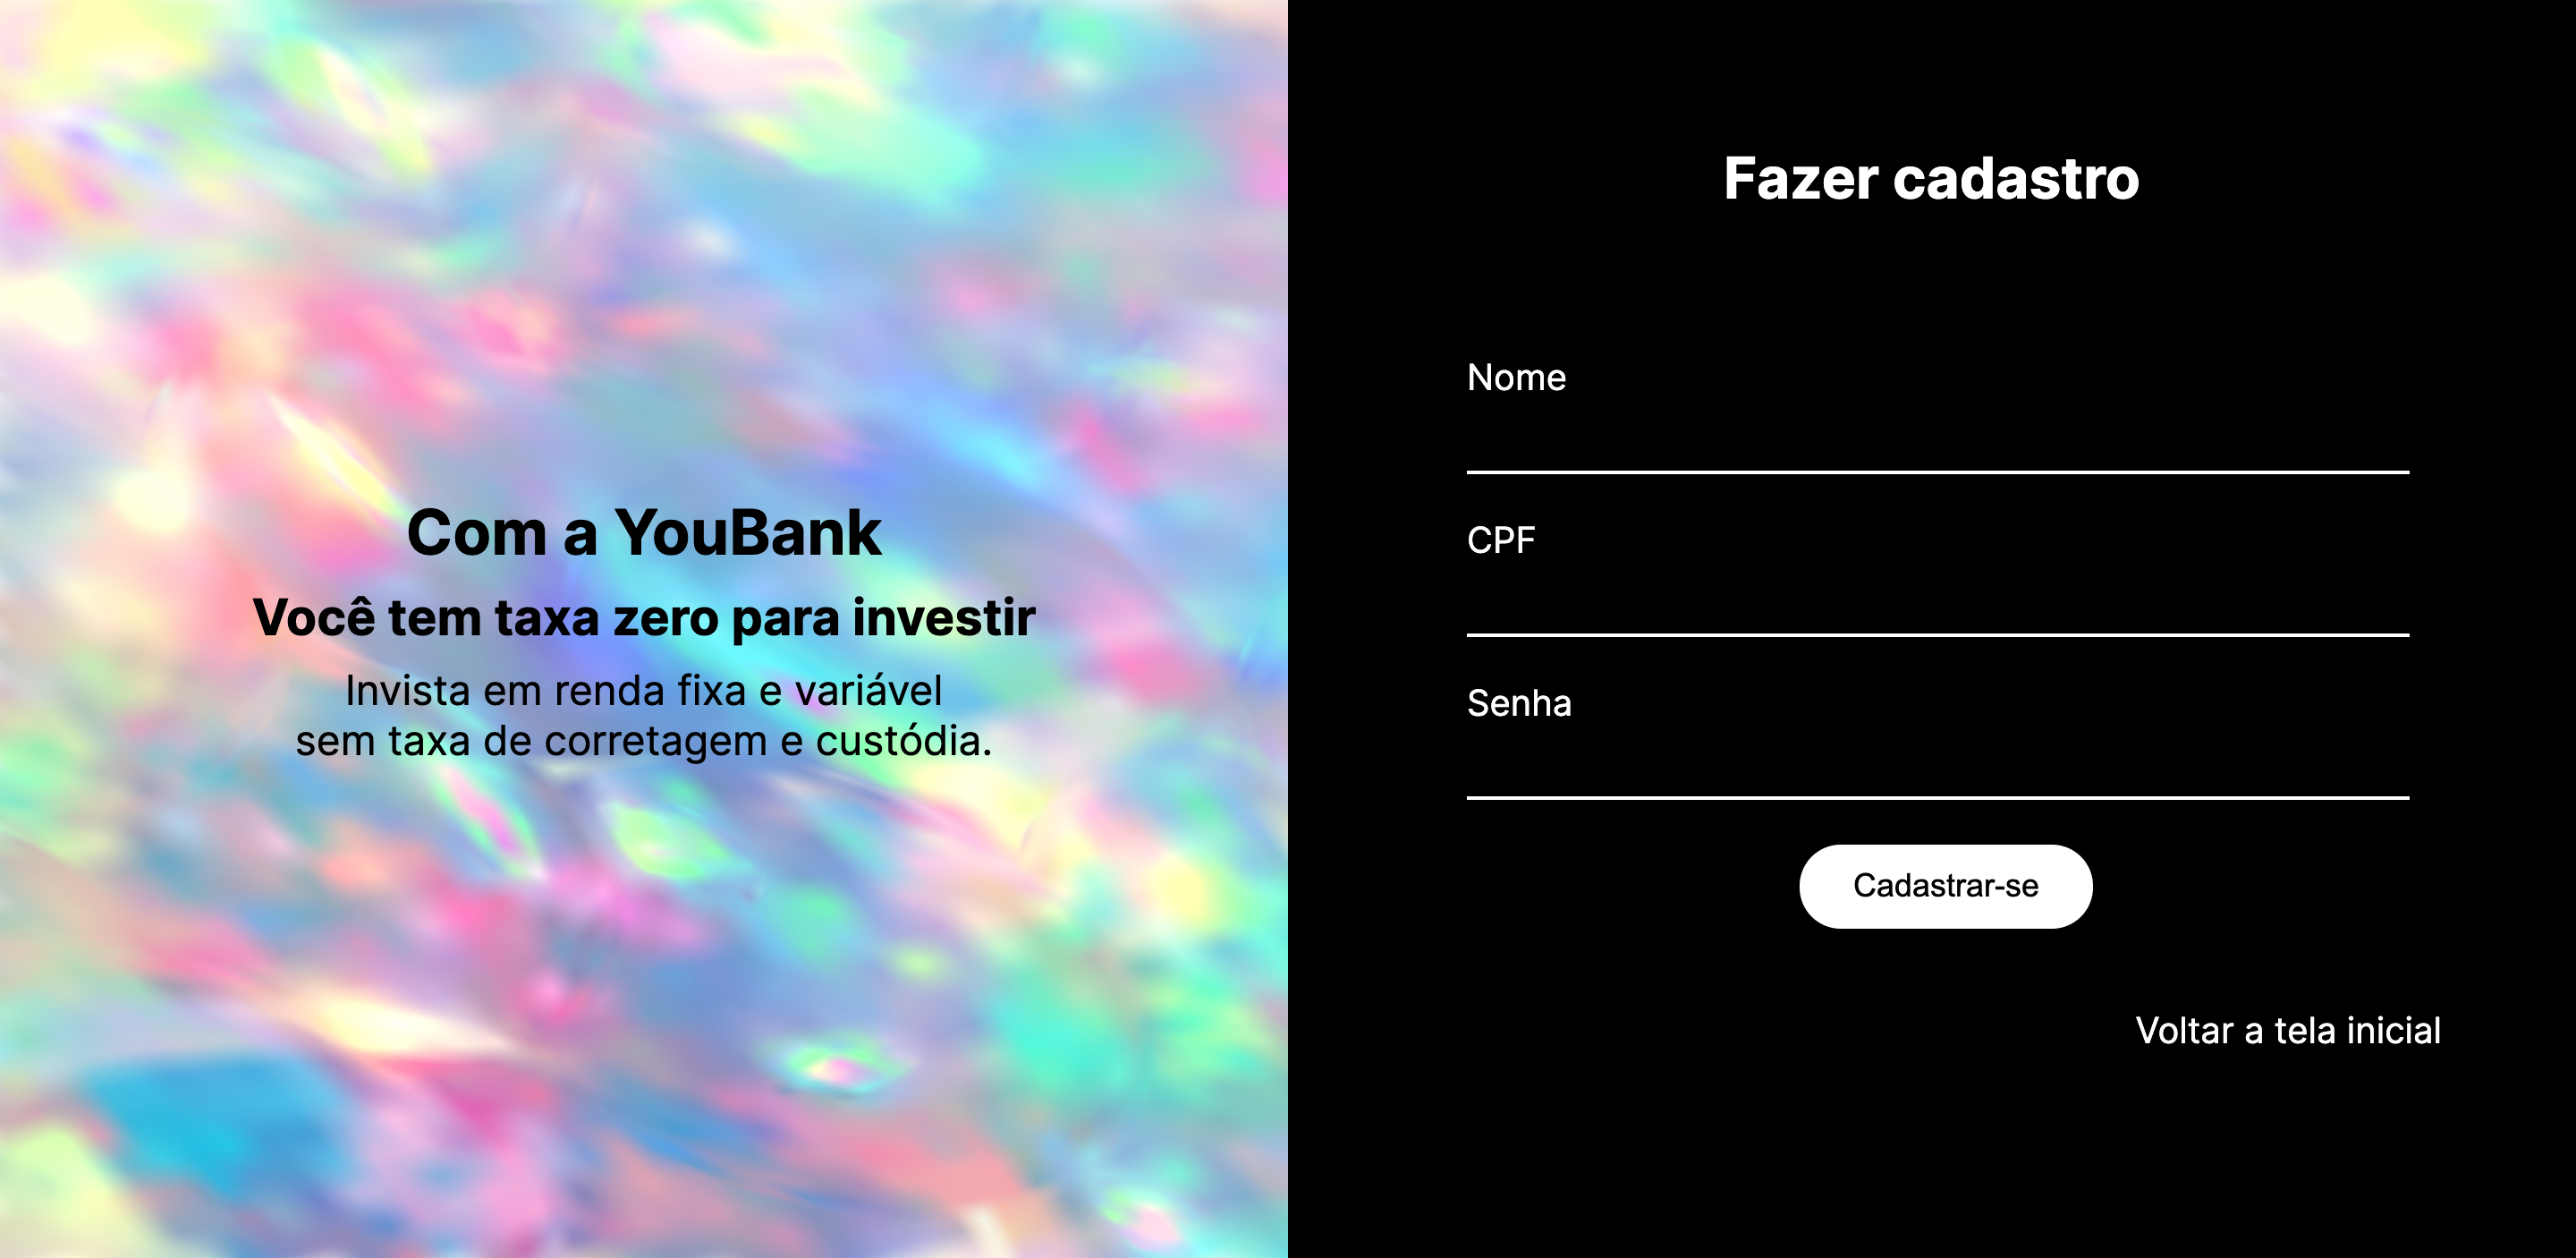 Com a YouBank
Você tem taxa zero para investir
Invista em renda fixa e variável
sem taxa de corretagem e custódia.
Fazer cadastro
Nome
CPF
Senha
Cadastrar-se
Voltar a tela inicial